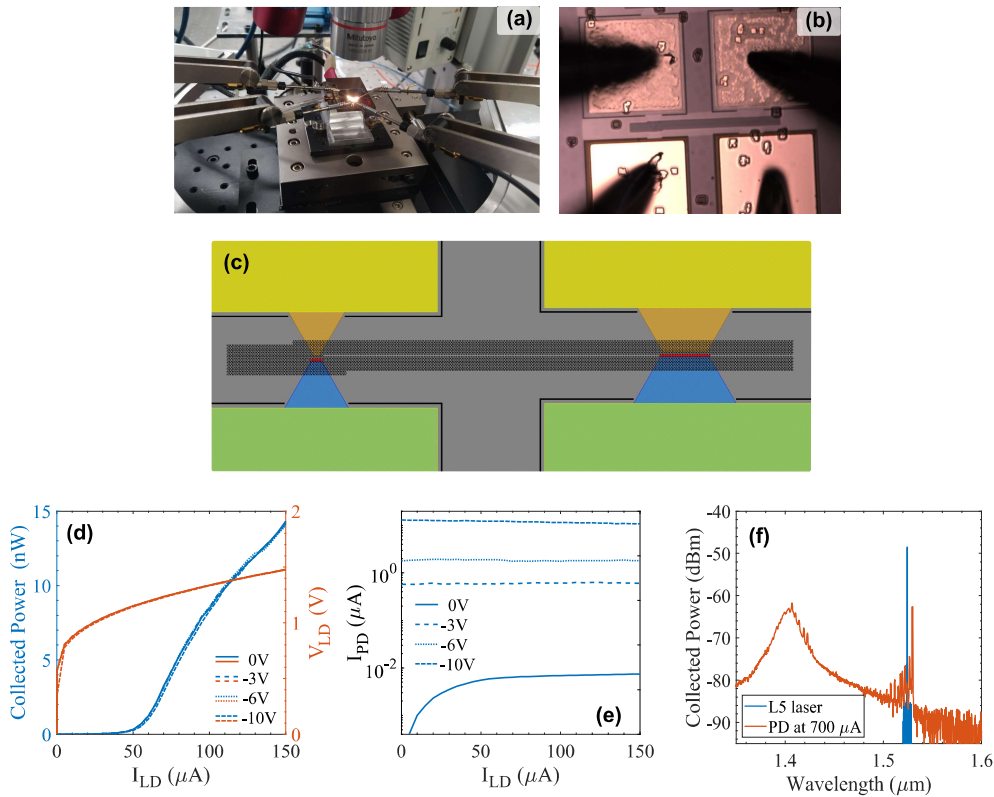 (a)
Mitutoyo
(b)
(c)
(d)
Collected Power (nW)
15
10
5
0
2
1
0
V_LD (V)
0V
-3V
-6V
-10V
0
50
100
150
I_LD (μA)
(e)
I_PD (μA)
10^0
10^-2
0V
-3V
-6V
-10V
0
50
100
150
I_LD (μA)
(f)
Collected Power (dBm)
-40
-50
-60
-70
-80
-90
L5 laser
PD at 700 μA
1.4
1.5
1.6
Wavelength (μm)